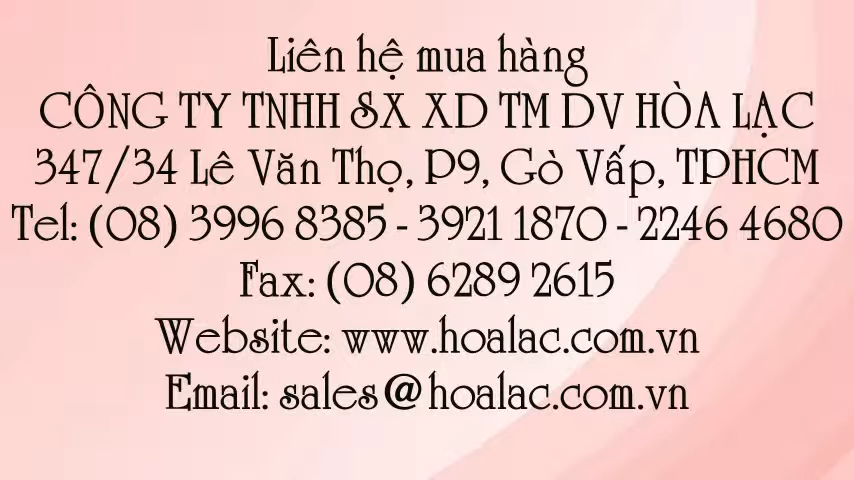 Liên hệ mua hàng
CÔNG TY TNHH SX XD TM DV HÒA LẠC
347/34 Lê Văn Thọ, P9, Gò Vấp, TPHCM
Tel: (08) 3996 8385 - 3921 1870 - 2246 4680
Fax: (08) 6289 2615
Website: www.hoalac.com.vn
Email: sales@hoalac.com.vn